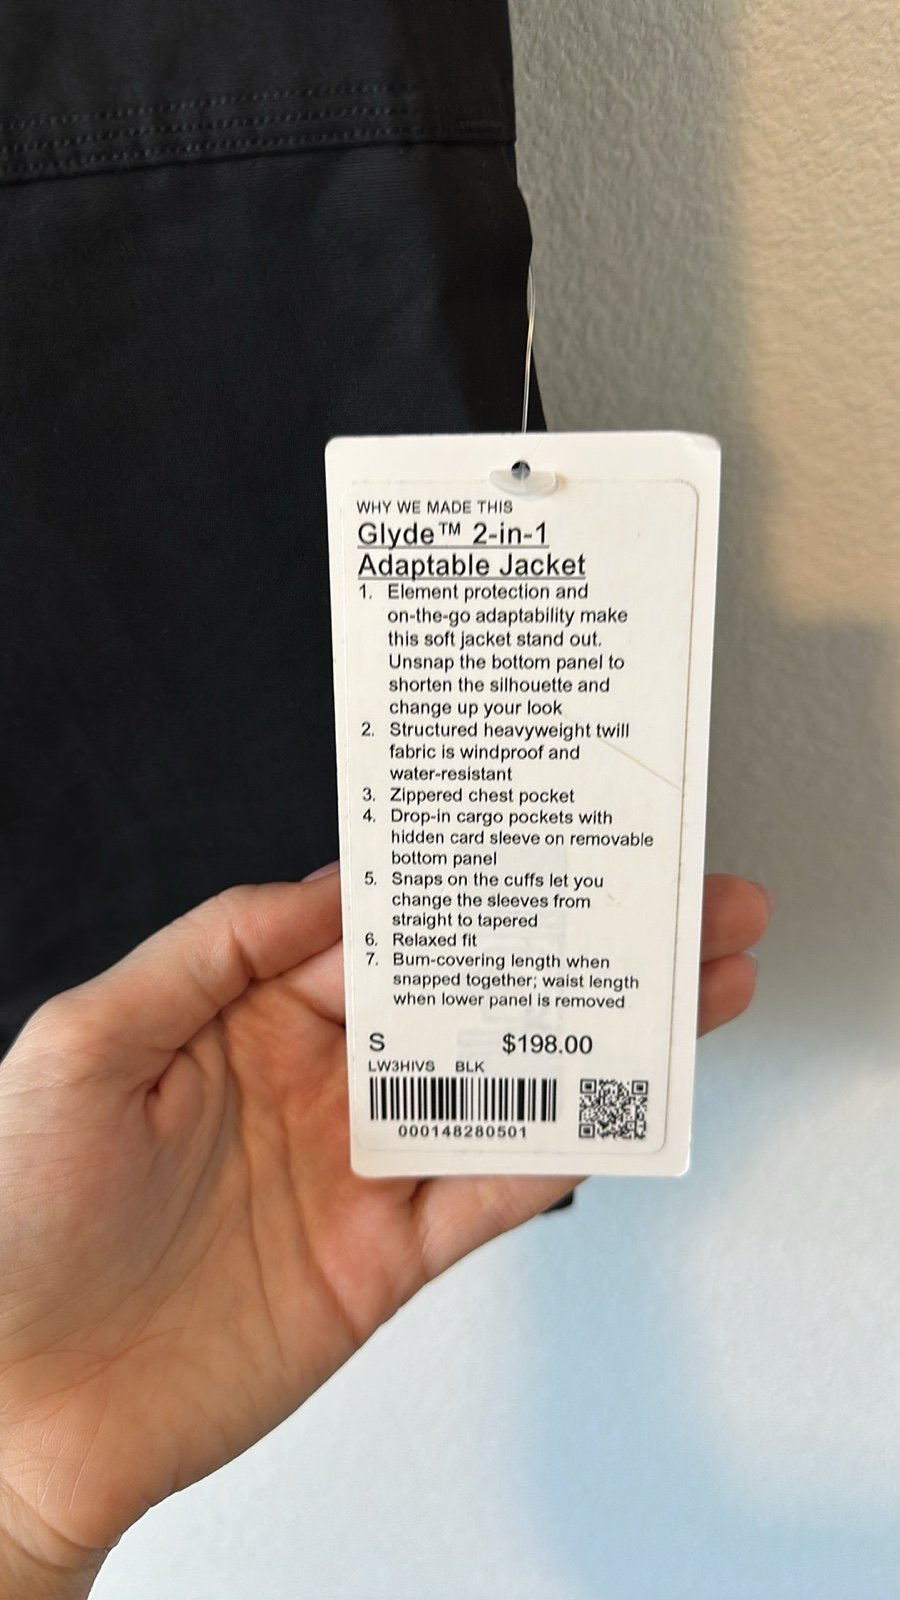 WHY WE MADE THIS
Glyde™ 2-in-1
Adaptable Jacket
1. Element protection and
on-the-go adaptability make
this soft jacket stand out.
Unsnap the bottom panel to
shorten the silhouette and
change up your look
2. Structured heavyweight twill
fabric is windproof and
water-resistant
3. Zippered chest pocket
4. Drop-in cargo pockets with
hidden card sleeve on removable
bottom panel
5. Snaps on the cuffs let you
change the sleeves from
straight to tapered
6. Relaxed fit
7. Bum-covering length when
snapped together; waist length
when lower panel is removed
S $198.00
LW3HIVS BLK
000148280501